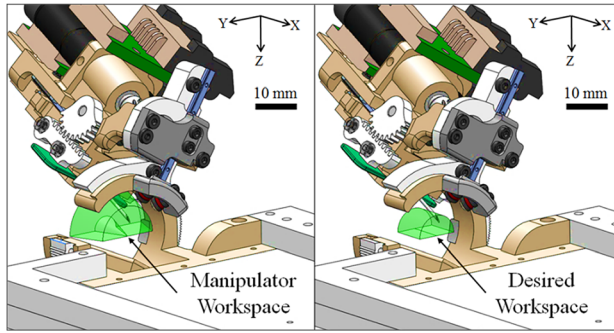 Y X
Z
10 mm
Manipulator
Workspace
Y X
Z
10 mm
Desired
Workspace